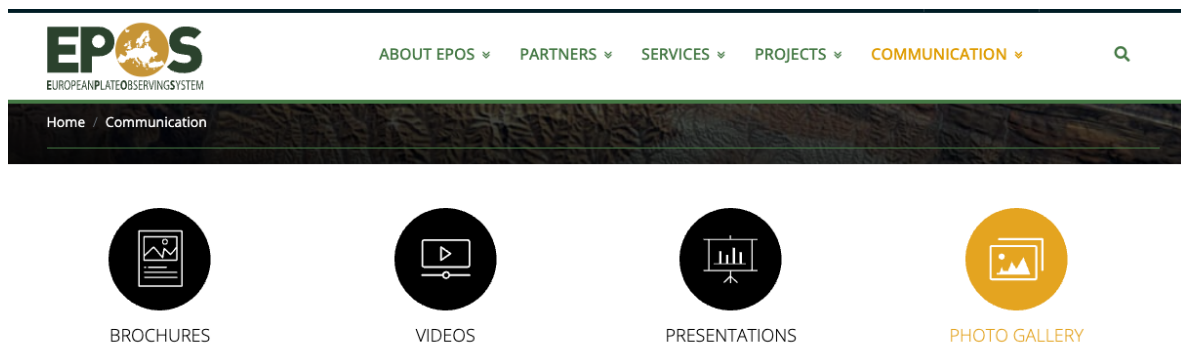 EPOS
EUROPEANPLATEOBSERVINGSYSTEM
ABOUT EPOS PARTNERS SERVICES PROJECTS COMMUNICATION
Home / Communication
BROCHURES VIDEOS PRESENTATIONS PHOTO GALLERY